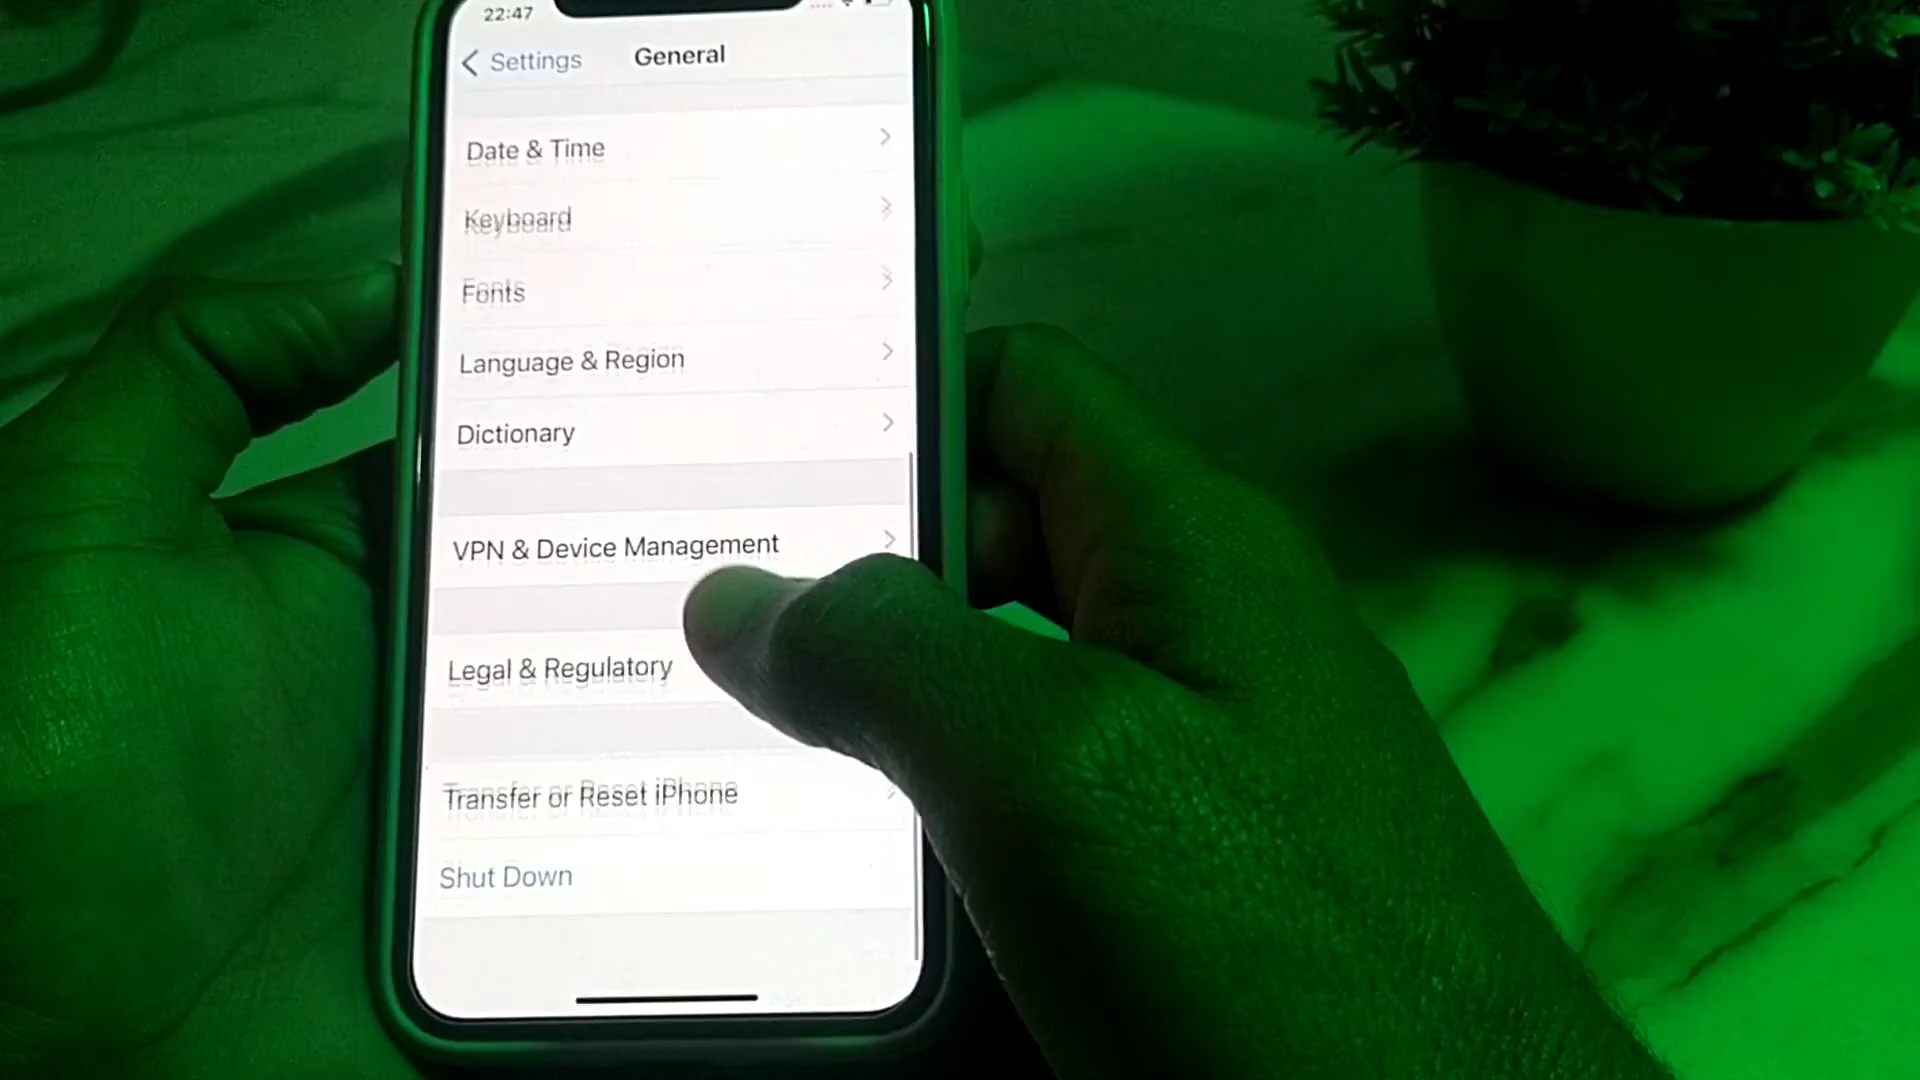 22:47
Settings
General
Date & Time
Keyboard
Fonts
Language & Region
Dictionary
VPN & Device Management
Legal & Regulatory
Transfer or Reset iPhone
Shut Down